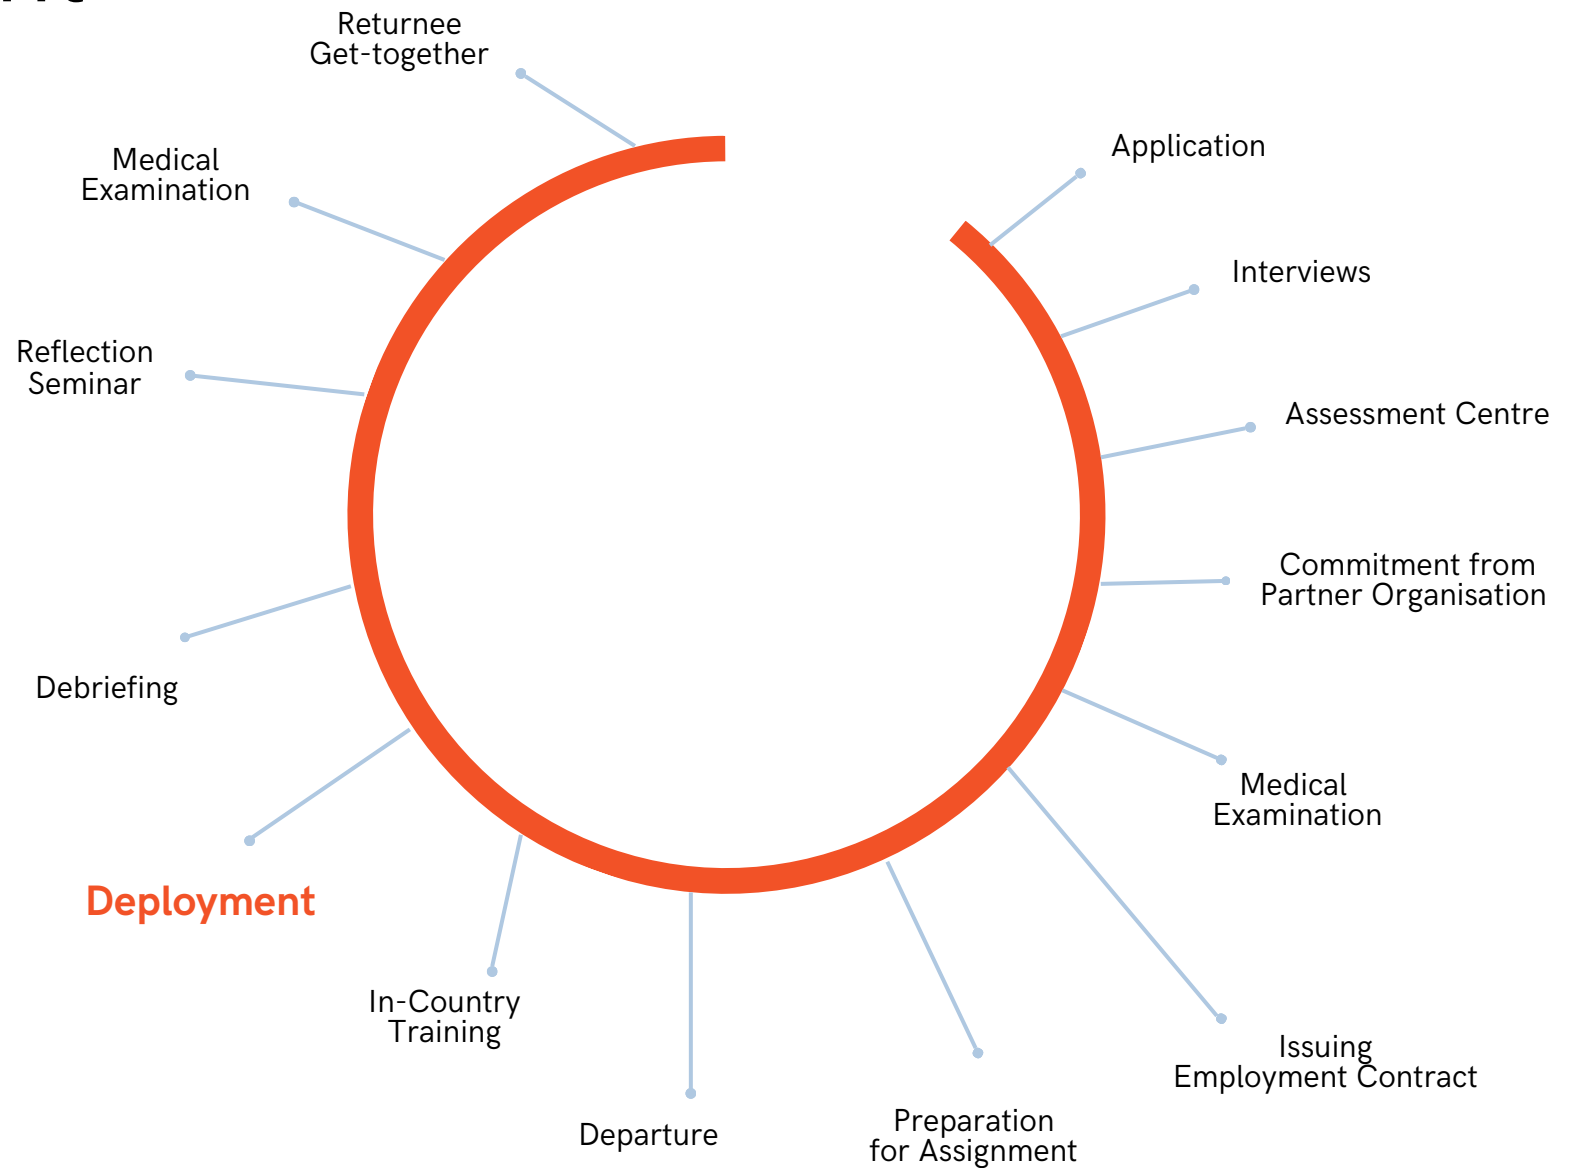 Returnee
Get-together
Application
Medical
Examination
Interviews
Reflection
Seminar
Assessment Centre
Commitment from
Partner Organisation
Debriefing
Medical
Examination
Deployment
In-Country
Training
Issuing
Employment Contract
Departure
Preparation
for Assignment